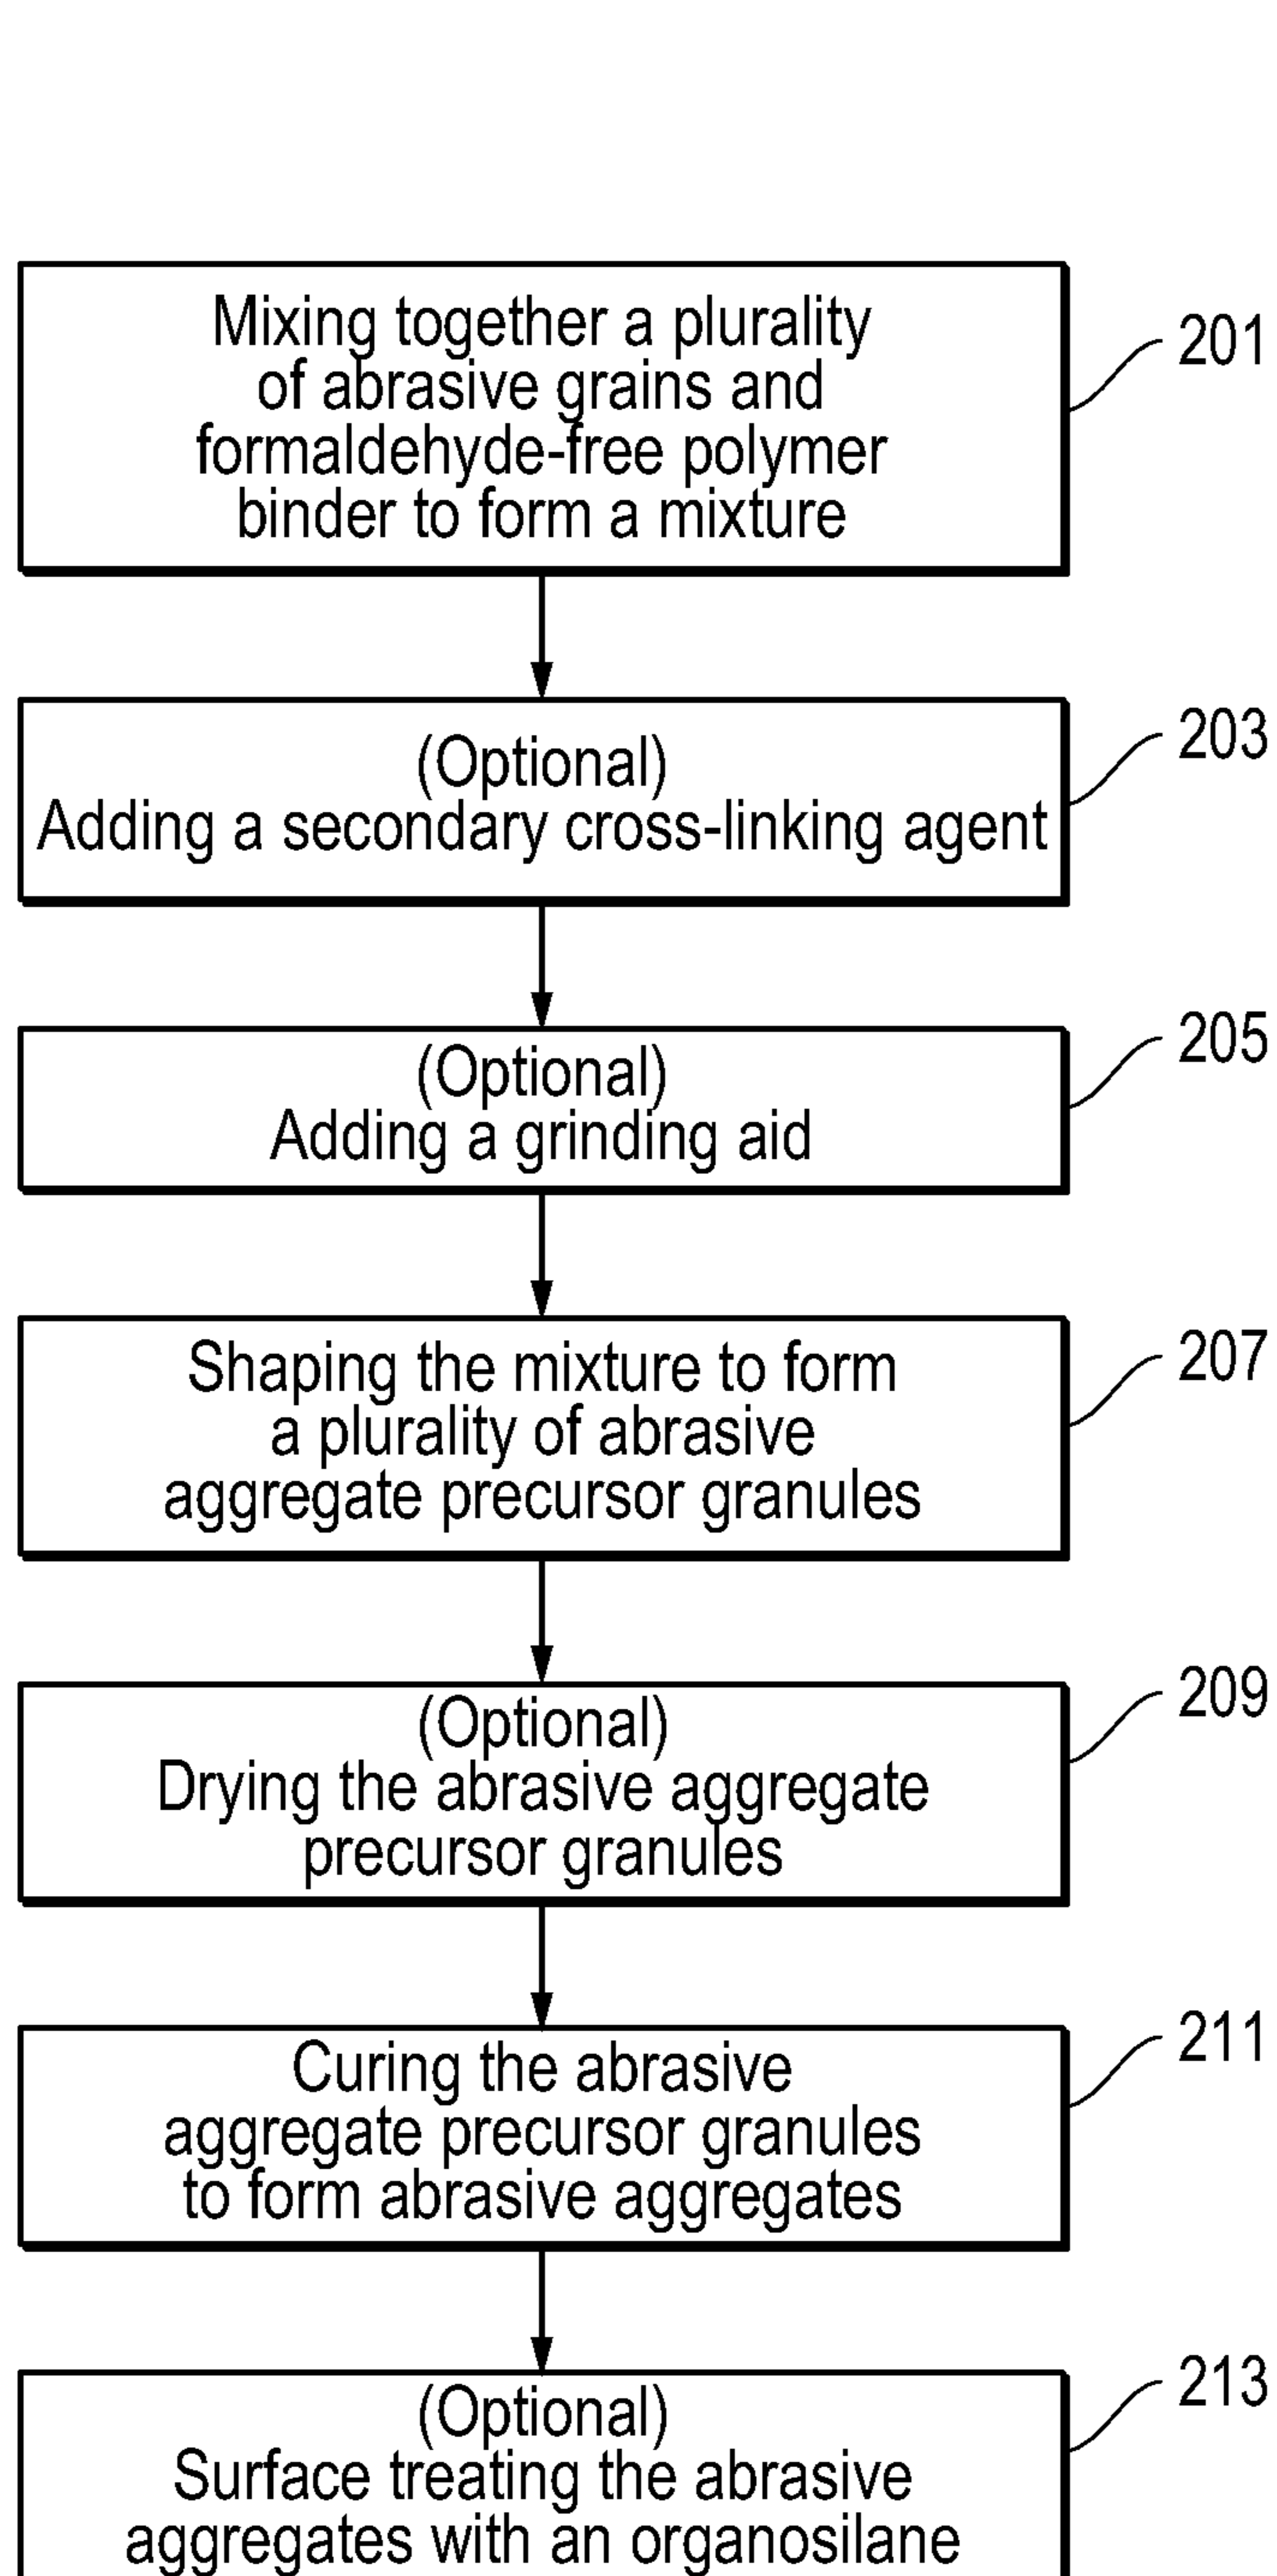 Mixing together a plurality
of abrasive grains and
formaldehyde-free polymer
binder to form a mixture
201
(Optional)
Adding a secondary cross-linking agent
203
(Optional)
Adding a grinding aid
205
Shaping the mixture to form
a plurality of abrasive
aggregate precursor granules
207
(Optional)
Drying the abrasive aggregate
precursor granules
209
Curing the abrasive
aggregate precursor granules
to form abrasive aggregates
211
(Optional)
Surface treating the abrasive
aggregates with an organosilane
213